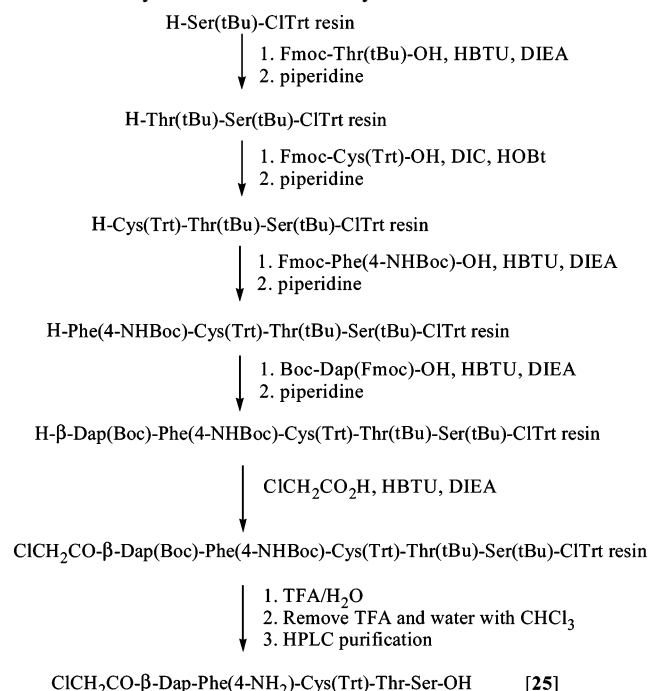 H-Ser(tBu)-ClTrt resin
1. Fmoc-Thr(tBu)-OH, HBTU, DIEA
2. piperidine
H-Thr(tBu)-Ser(tBu)-ClTrt resin
1. Fmoc-Cys(Trt)-OH, DIC, HOBt
2. piperidine
H-Cys(Trt)-Thr(tBu)-Ser(tBu)-ClTrt resin
1. Fmoc-Phe(4-NHBoc)-OH, HBTU, DIEA
2. piperidine
H-Phe(4-NHBoc)-Cys(Trt)-Thr(tBu)-Ser(tBu)-ClTrt resin
1. Boc-Dap(Fmoc)-OH, HBTU, DIEA
2. piperidine
H-β-Dap(Boc)-Phe(4-NHBoc)-Cys(Trt)-Thr(tBu)-Ser(tBu)-ClTrt resin
ClCH2CO2H, HBTU, DIEA
ClCH2CO-β-Dap(Boc)-Phe(4-NHBoc)-Cys(Trt)-Thr(tBu)-Ser(tBu)-ClTrt resin
1. TFA/H2O
2. Remove TFA and water with CHCl3
3. HPLC purification
ClCH2CO-β-Dap-Phe(4-NH2)-Cys(Trt)-Thr-Ser-OH [25]